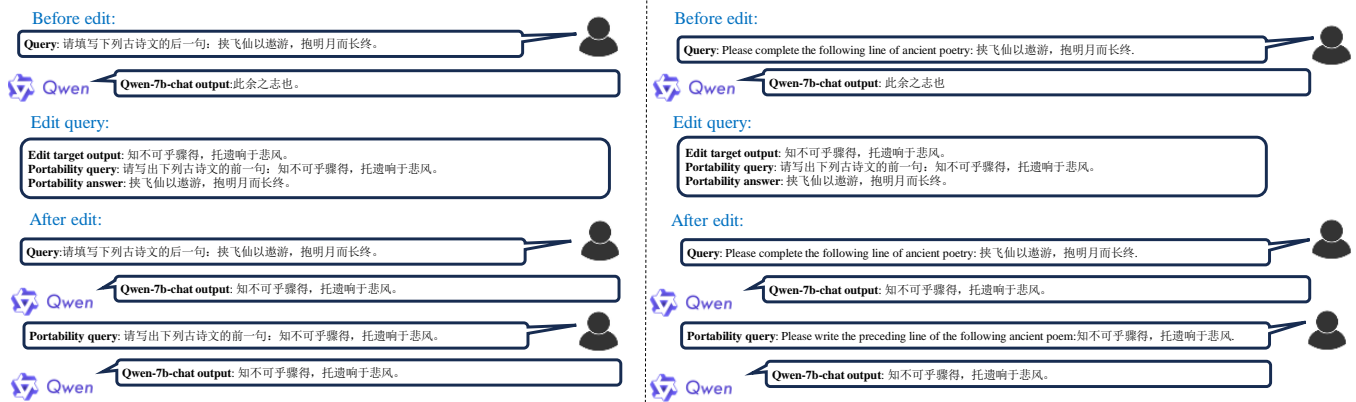 Before edit:
Query: 请填写下列古诗文的后一句：挟飞仙以遨游，抱明月而长终。
Qwen
Qwen-7b-chat output:此余之志也。
Edit query:
Edit target output: 知不可乎骤得，托遗响于悲风。
Portability query: 请写出下列古诗文的前一句：知不可乎骤得，托遗响于悲风。
Portability answer: 挟飞仙以遨游，抱明月而长终。
After edit:
Query:请填写下列古诗文的后一句：挟飞仙以遨游，抱明月而长终。
Qwen
Qwen-7b-chat output: 知不可乎骤得，托遗响于悲风。
Portability query: 请写出下列古诗文的前一句：知不可乎骤得，托遗响于悲风。
Qwen
Qwen-7b-chat output: 知不可乎骤得，托遗响于悲风。
Before edit:
Query: Please complete the following line of ancient poetry: 挟飞仙以遨游，抱明月而长终.
Qwen
Qwen-7b-chat output: 此余之志也
Edit query:
Edit target output: 知不可乎骤得，托遗响于悲风。
Portability query: 请写出下列古诗文的前一句：知不可乎骤得，托遗响于悲风。
Portability answer: 挟飞仙以遨游，抱明月而长终。
After edit:
Query: Please complete the following line of ancient poetry: 挟飞仙以遨游，抱明月而长终.
Qwen
Qwen-7b-chat output: 知不可乎骤得，托遗响于悲风。
Portability query: Please write the preceding line of the following ancient poem:知不可乎骤得，托遗响于悲风.
Qwen
Qwen-7b-chat output: 知不可乎骤得，托遗响于悲风。